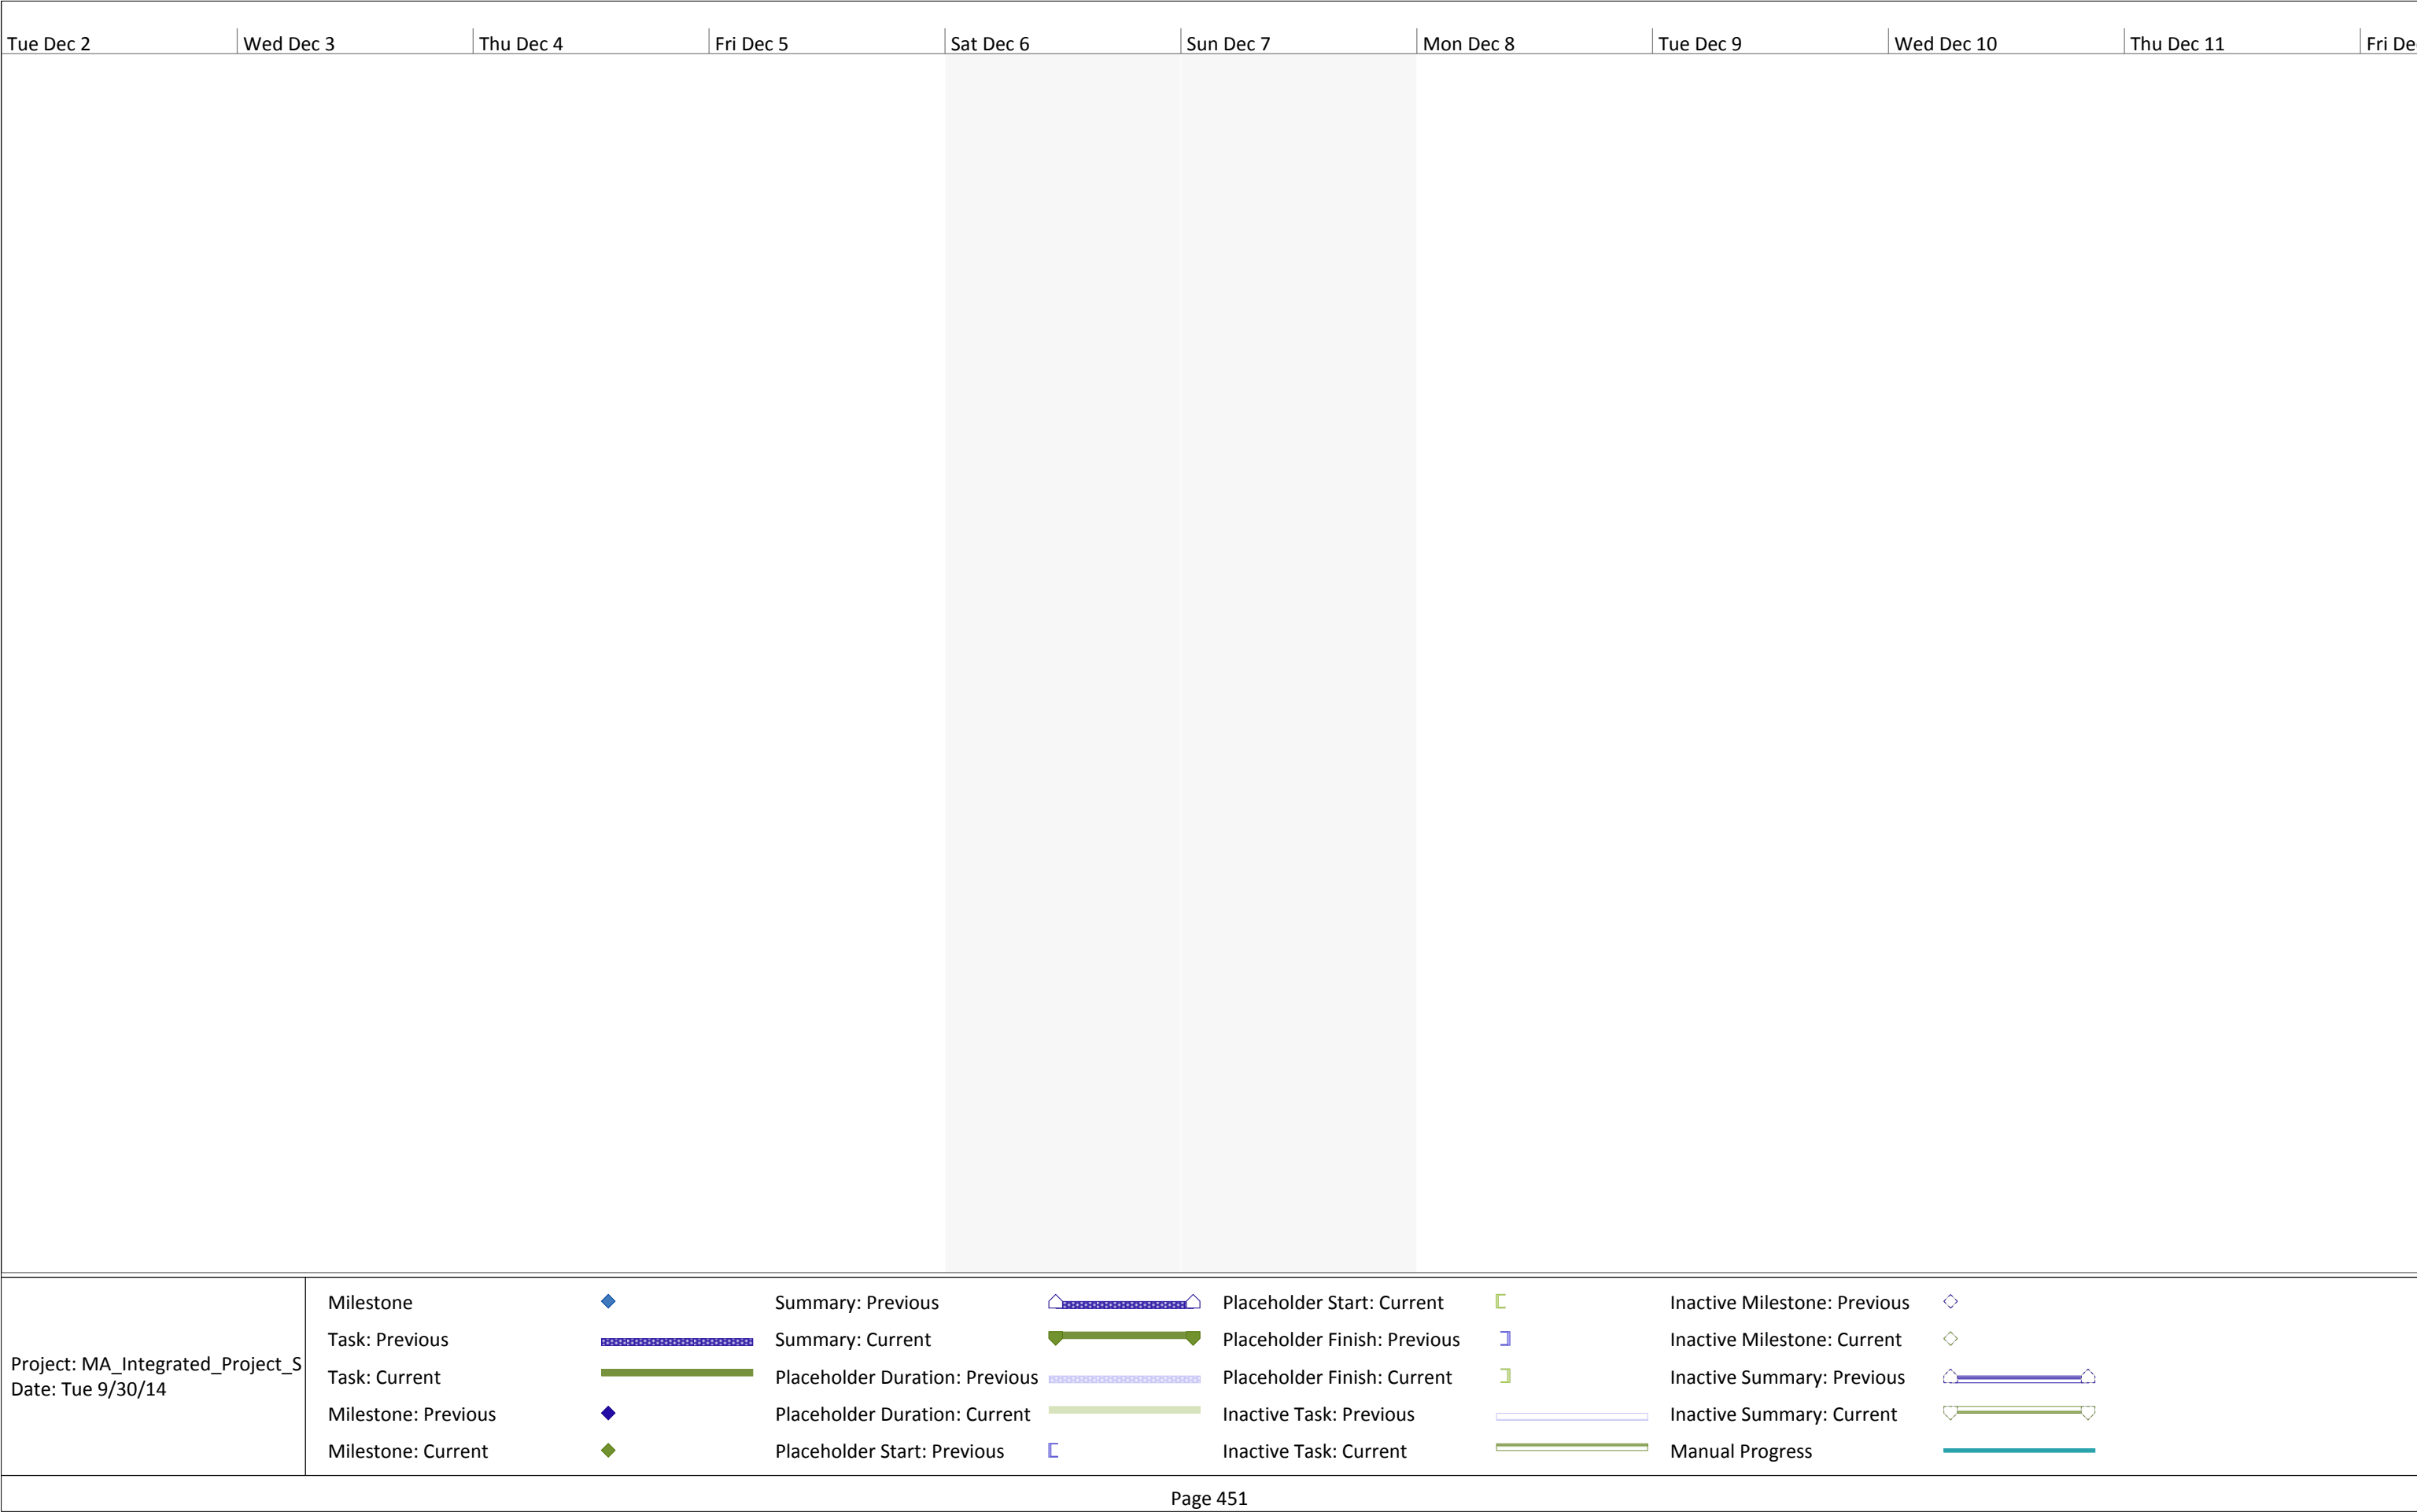 Tue Dec 2 Wed Dec 3 Thu Dec 4 Fri Dec 5 Sat Dec 6 Sun Dec 7 Mon Dec 8 Tue Dec 9 Wed Dec 10 Thu Dec 11 Fri De
Project: MA_Integrated_Project_S
Date: Tue 9/30/14
Milestone
Task: Previous
Task: Current
Milestone: Previous
Milestone: Current
Summary: Previous
Summary: Current
Placeholder Duration: Previous
Placeholder Duration: Current
Placeholder Start: Previous
Placeholder Start: Current
Placeholder Finish: Previous
Placeholder Finish: Current
Inactive Task: Previous
Inactive Task: Current
Inactive Milestone: Previous
Inactive Milestone: Current
Inactive Summary: Previous
Inactive Summary: Current
Manual Progress
Page 451